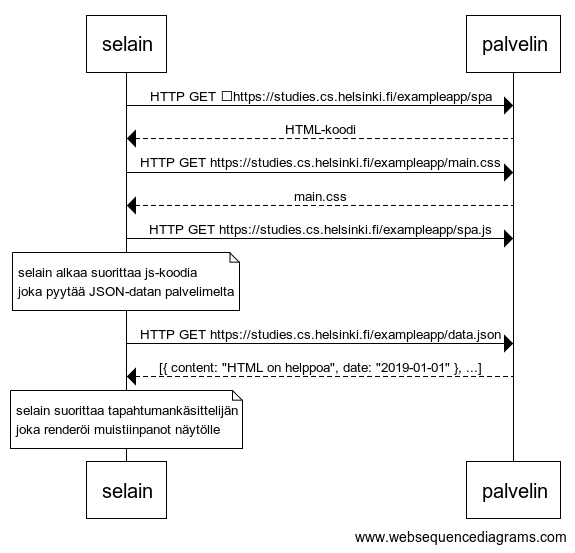 selain
palvelin
HTTP GET https://studies.cs.helsinki.fi/exampleapp/spa
HTML-koodi
HTTP GET https://studies.cs.helsinki.fi/exampleapp/main.css
main.css
HTTP GET https://studies.cs.helsinki.fi/exampleapp/spa.js
selain alkaa suorittaa js-koodia
joka pyytää JSON-datan palvelimelta
HTTP GET https://studies.cs.helsinki.fi/exampleapp/data.json
[{ content: "HTML on helppoa", date: "2019-01-01" }, ...]
selain suorittaa tapahtumankäsittelijän
joka renderöi muistiinpanot näytölle
selain
palvelin
www.websequencediagrams.com